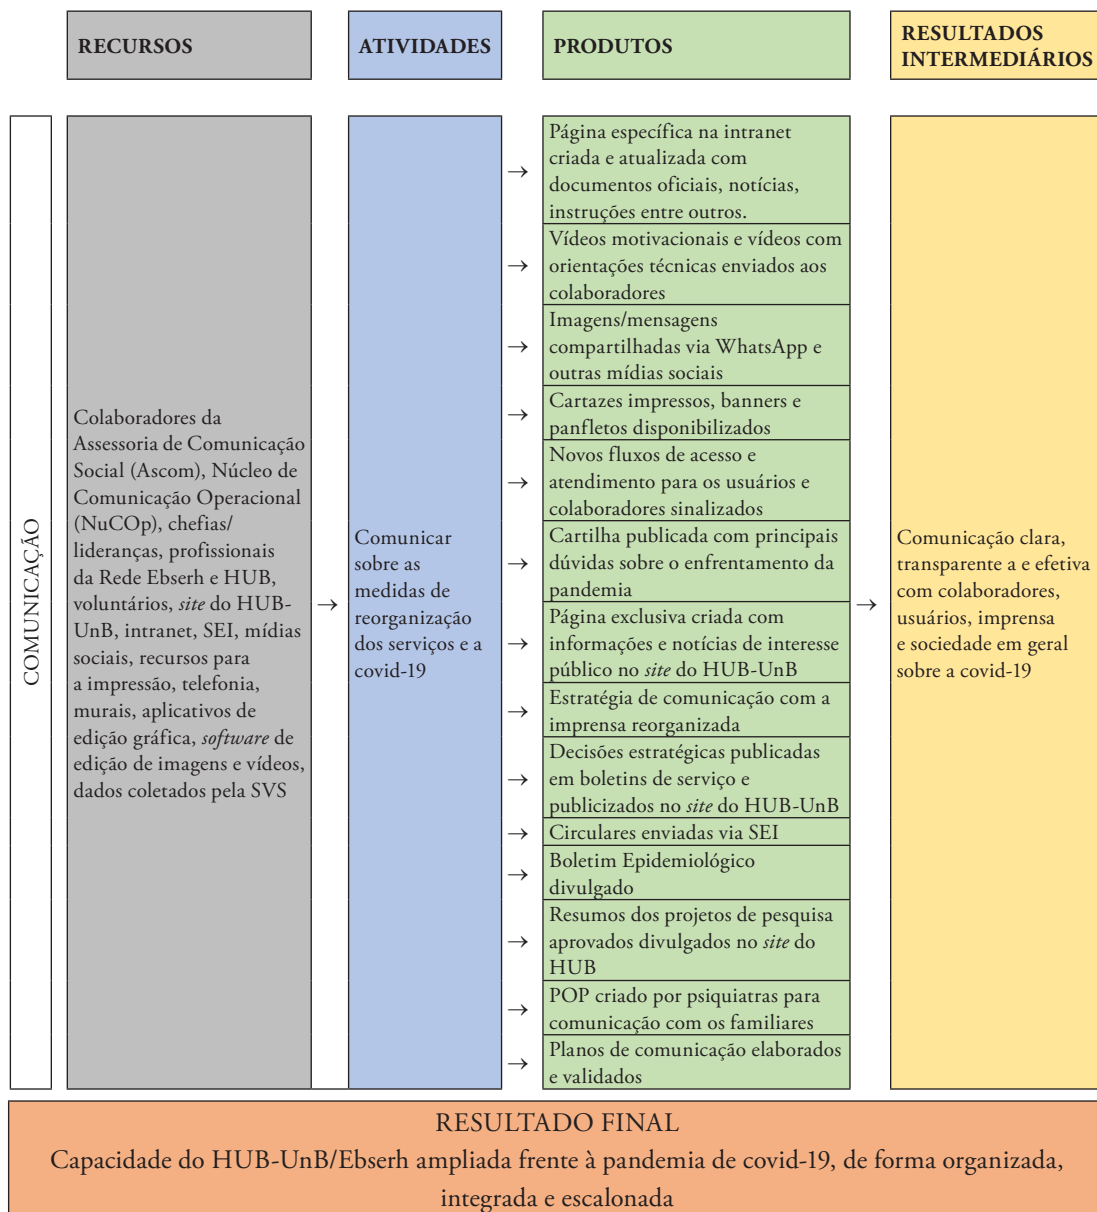 RECURSOS
ATIVIDADES
PRODUTOS
RESULTADOS
INTERMEDIÁRIOS
COMUNICAÇÃO
Colaboradores da
Assessoria de Comunicação
Social (Ascom), Núcleo de
Comunicação Operacional
(NuCOp), chefias/
lideranças, profissionais
da Rede Ebserh e HUB,
voluntários, site do HUB-
UnB, intranet, SEI, mídias
sociais, recursos para
a impressão, telefonia,
murais, aplicativos de
edição gráfica, software de
edição de imagens e vídeos,
dados coletados pela SVS
→
Comunicar
sobre as
medidas de
reorganização
dos serviços e a
covid-19
→
Página específica na intranet
criada e atualizada com
documentos oficiais, notícias,
instruções entre outros.
→
Vídeos motivacionais e vídeos com
orientações técnicas enviados aos
colaboradores
→
Imagens/mensagens
compartilhadas via WhatsApp e
outras mídias sociais
→
Cartazes impressos, banners e
panfletos disponibilizados
→
Novos fluxos de acesso e
atendimento para os usuários e
colaboradores sinalizados
→
Cartilha publicada com principais
dúvidas sobre o enfrentamento da
pandemia
→
Página exclusiva criada com
informações e notícias de interesse
público no site do HUB-UnB
→
Estratégia de comunicação com a
imprensa reorganizada
→
Decisões estratégicas publicadas
em boletins de serviço e
publicizados no site do HUB-UnB
→
Circulares enviadas via SEI
→
Boletim Epidemiológico
divulgado
→
Resumos dos projetos de pesquisa
aprovados divulgados no site do
HUB
→
POP criado por psiquiatras para
comunicação com os familiares
→
Planos de comunicação elaborados
e validados
→
Comunicação clara,
transparente a e efetiva
com colaboradores,
usuários, imprensa
e sociedade em geral
sobre a covid-19
RESULTADO FINAL
Capacidade do HUB-UnB/Ebserh ampliada frente à pandemia de covid-19, de forma organizada,
integrada e escalonada